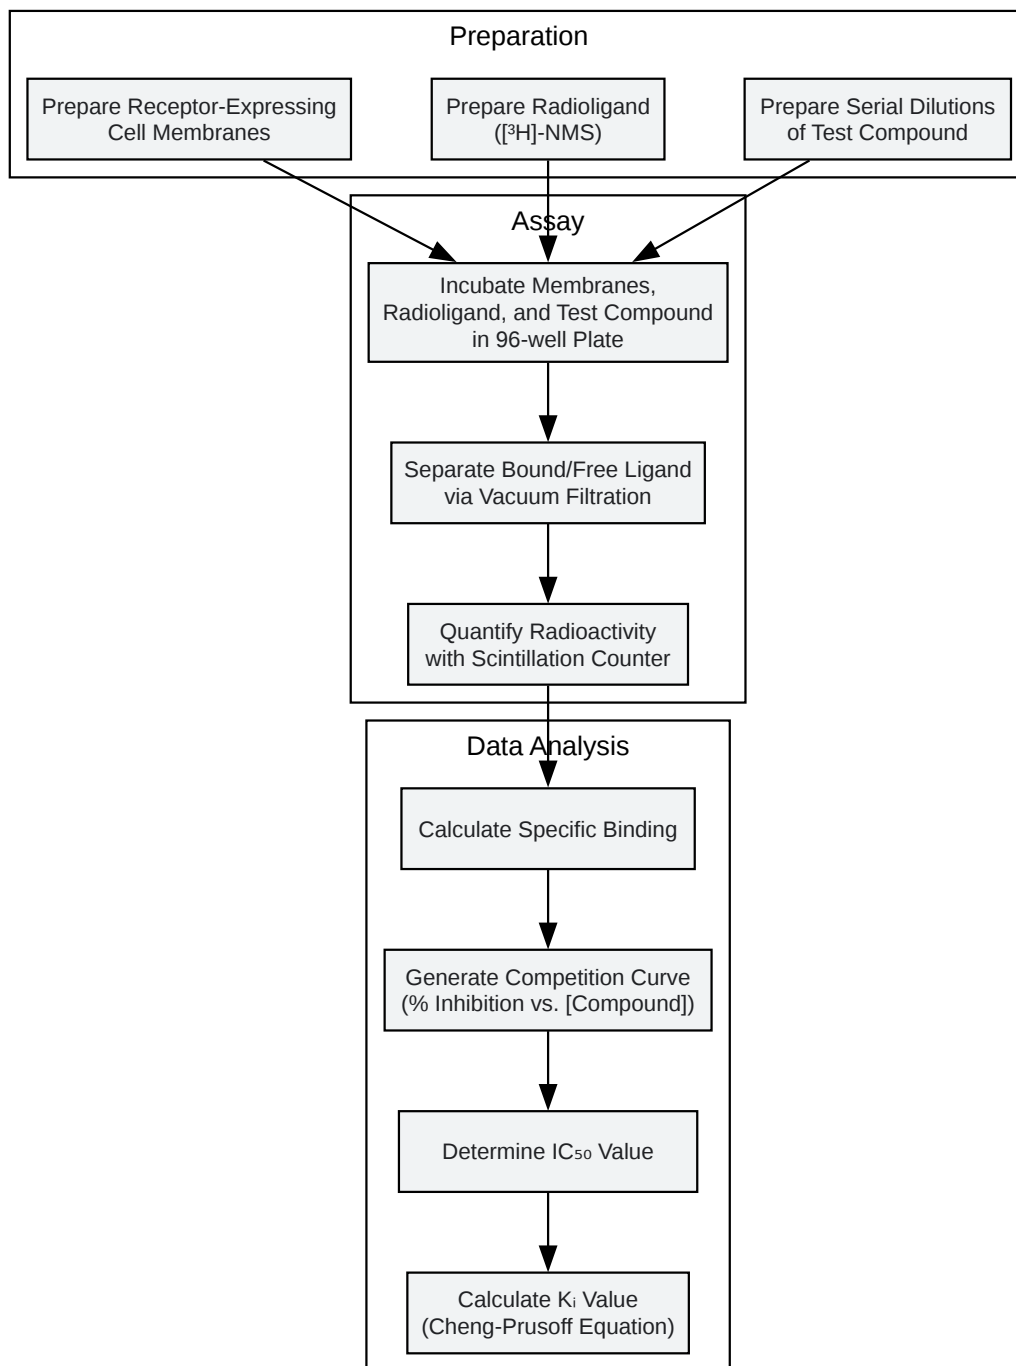 Preparation
Prepare Receptor-Expressing
Cell Membranes
Prepare Radioligand
([³H]-NMS)
Prepare Serial Dilutions
of Test Compound
Assay
Incubate Membranes,
Radioligand, and Test Compound
in 96-well Plate
Separate Bound/Free Ligand
via Vacuum Filtration
Quantify Radioactivity
with Scintillation Counter
Data Analysis
Calculate Specific Binding
Generate Competition Curve
(% Inhibition vs. [Compound])
Determine IC₅₀ Value
Calculate Kᵢ Value
(Cheng-Prusoff Equation)